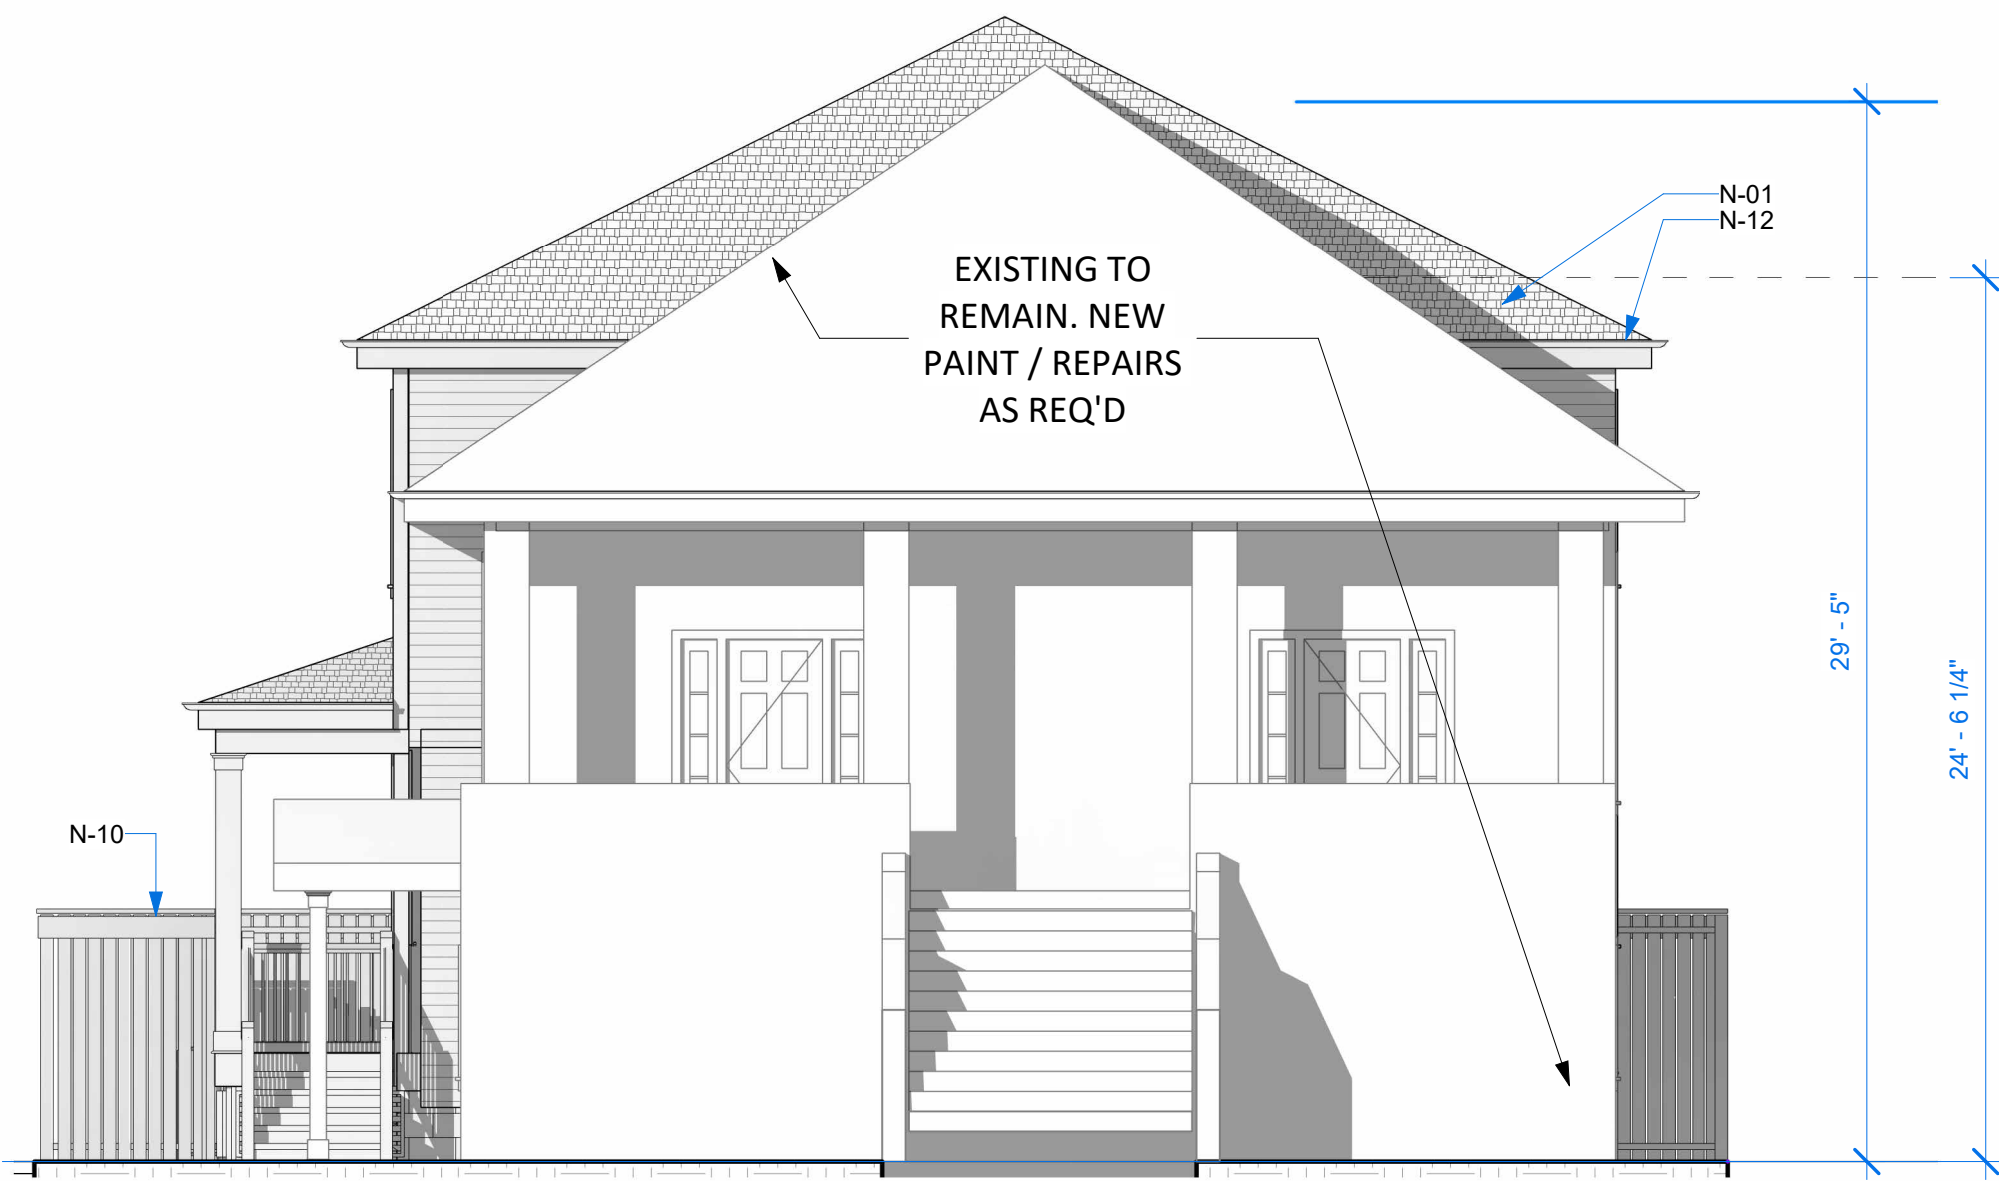 N-01
N-12
EXISTING TO
REMAIN. NEW
PAINT / REPAIRS
AS REQ'D
29' - 5"
24' - 6 1/4"
N-10